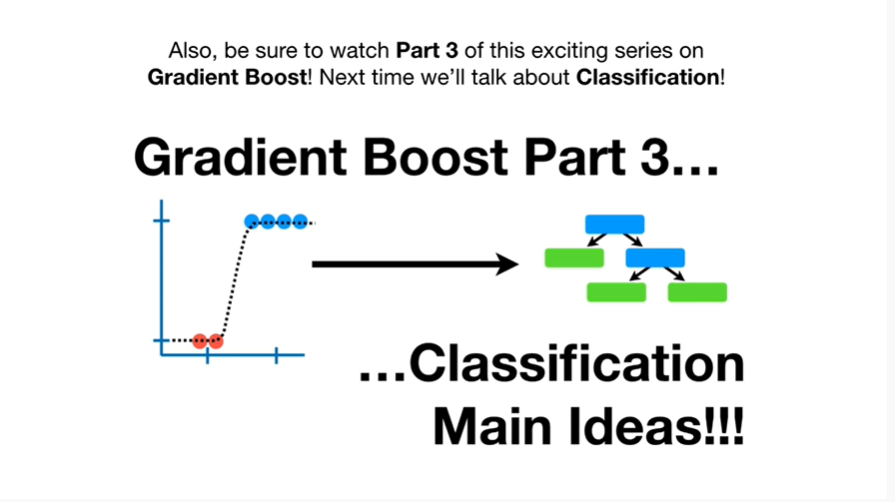 Also, be sure to watch Part 3 of this exciting series on
Gradient Boost! Next time we'll talk about Classification!
Gradient Boost Part 3...
...Classification
Main Ideas!!!